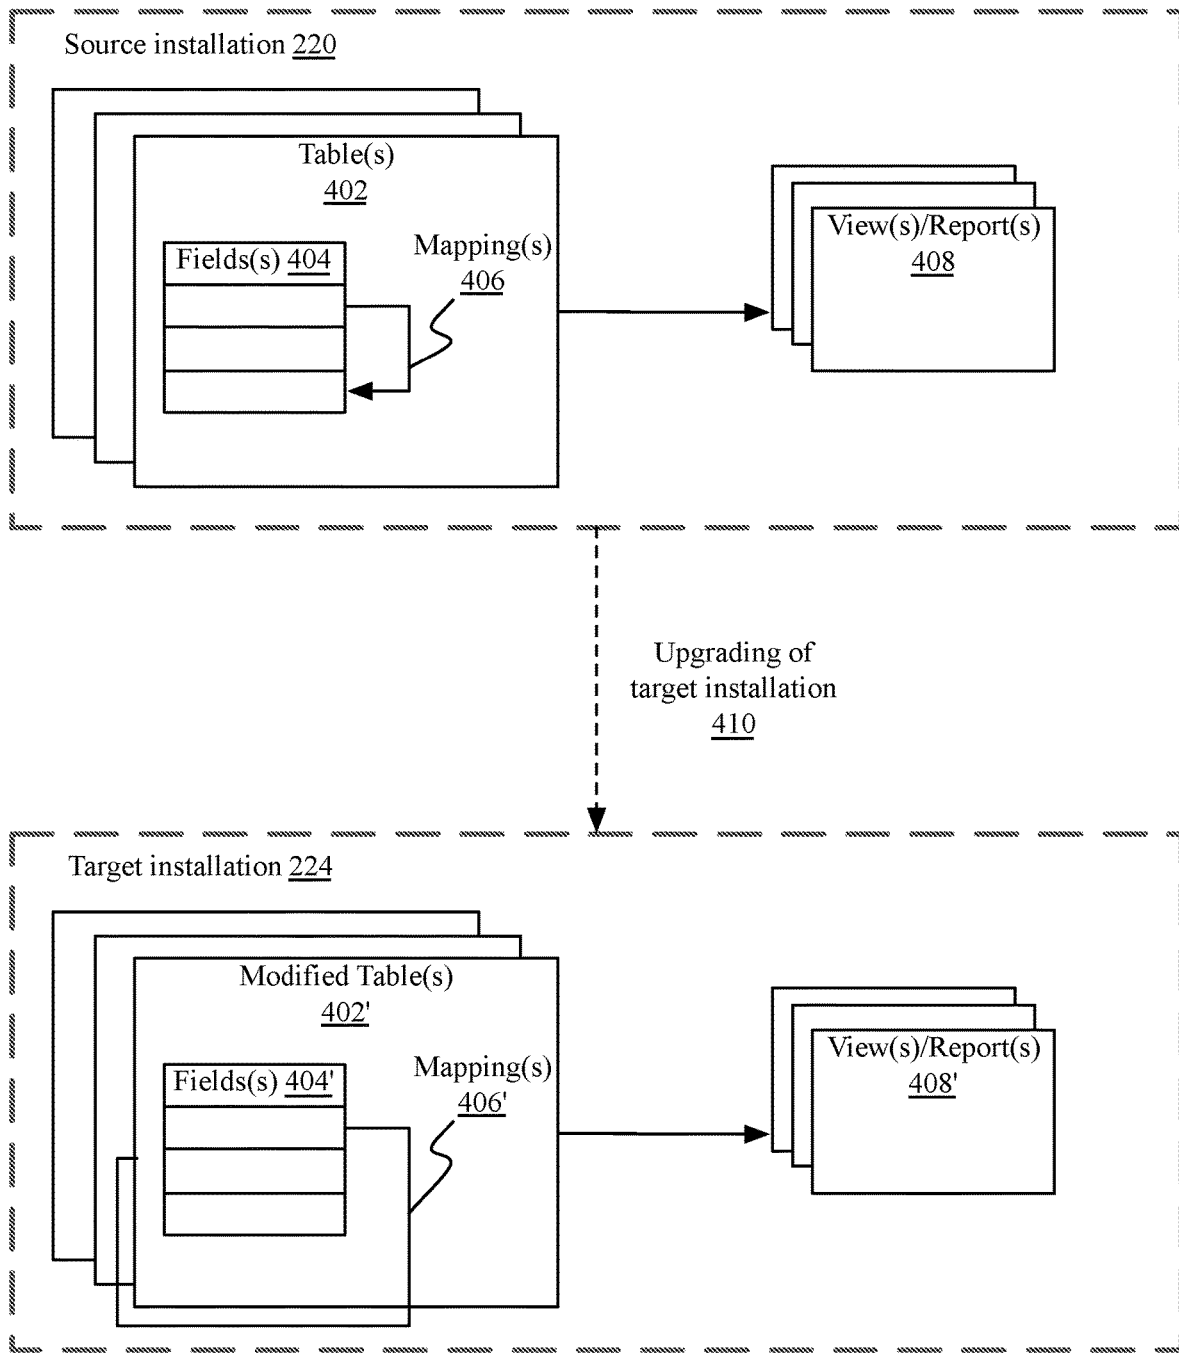 Source installation 220
Table(s)
402
Fields(s) 404
Mapping(s)
406
View(s)/Report(s)
408
Upgrading of
target installation
410
Target installation 224
Modified Table(s)
402'
Fields(s) 404'
Mapping(s)
406'
View(s)/Report(s)
408'